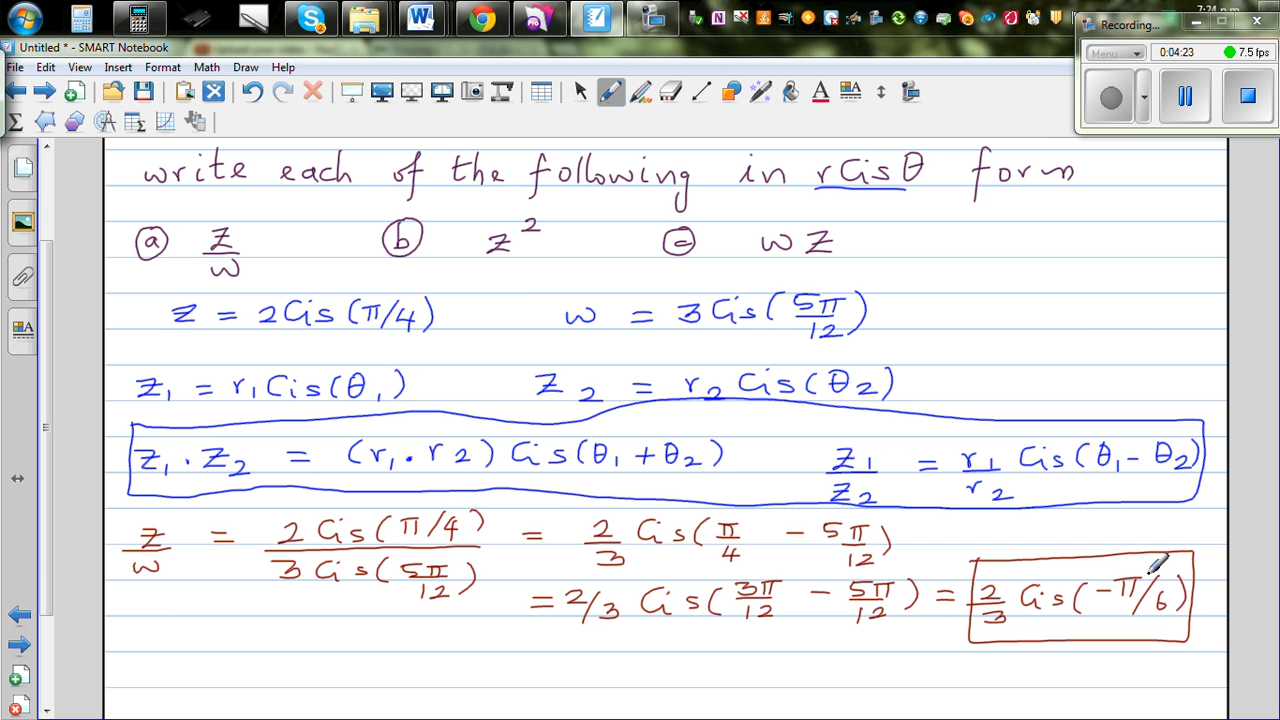 7:24 p.m.
Untitled * - SMART Notebook
Recording...
File Edit View Insert Format Math Draw Help
Menu 0:04:23 7.5 fps
write each of the following in rCisθ form
(a) z/w (b) z² (c) w z
z = 2Cis(π/4) w = 3Cis(5π/12)
z₁ = r₁Cis(θ₁) z₂ = r₂Cis(θ₂)
z₁ . z₂ = (r₁ . r₂) Cis(θ₁ + θ₂) z₁/z₂ = r₁/r₂ Cis(θ₁ - θ₂)
z/w = 2Cis(π/4)/3Cis(5π/12) = 2/3 Cis(π/4 - 5π/12)
= 2/3 Cis(3π/12 - 5π/12) = 2/3 Cis(-π/6)